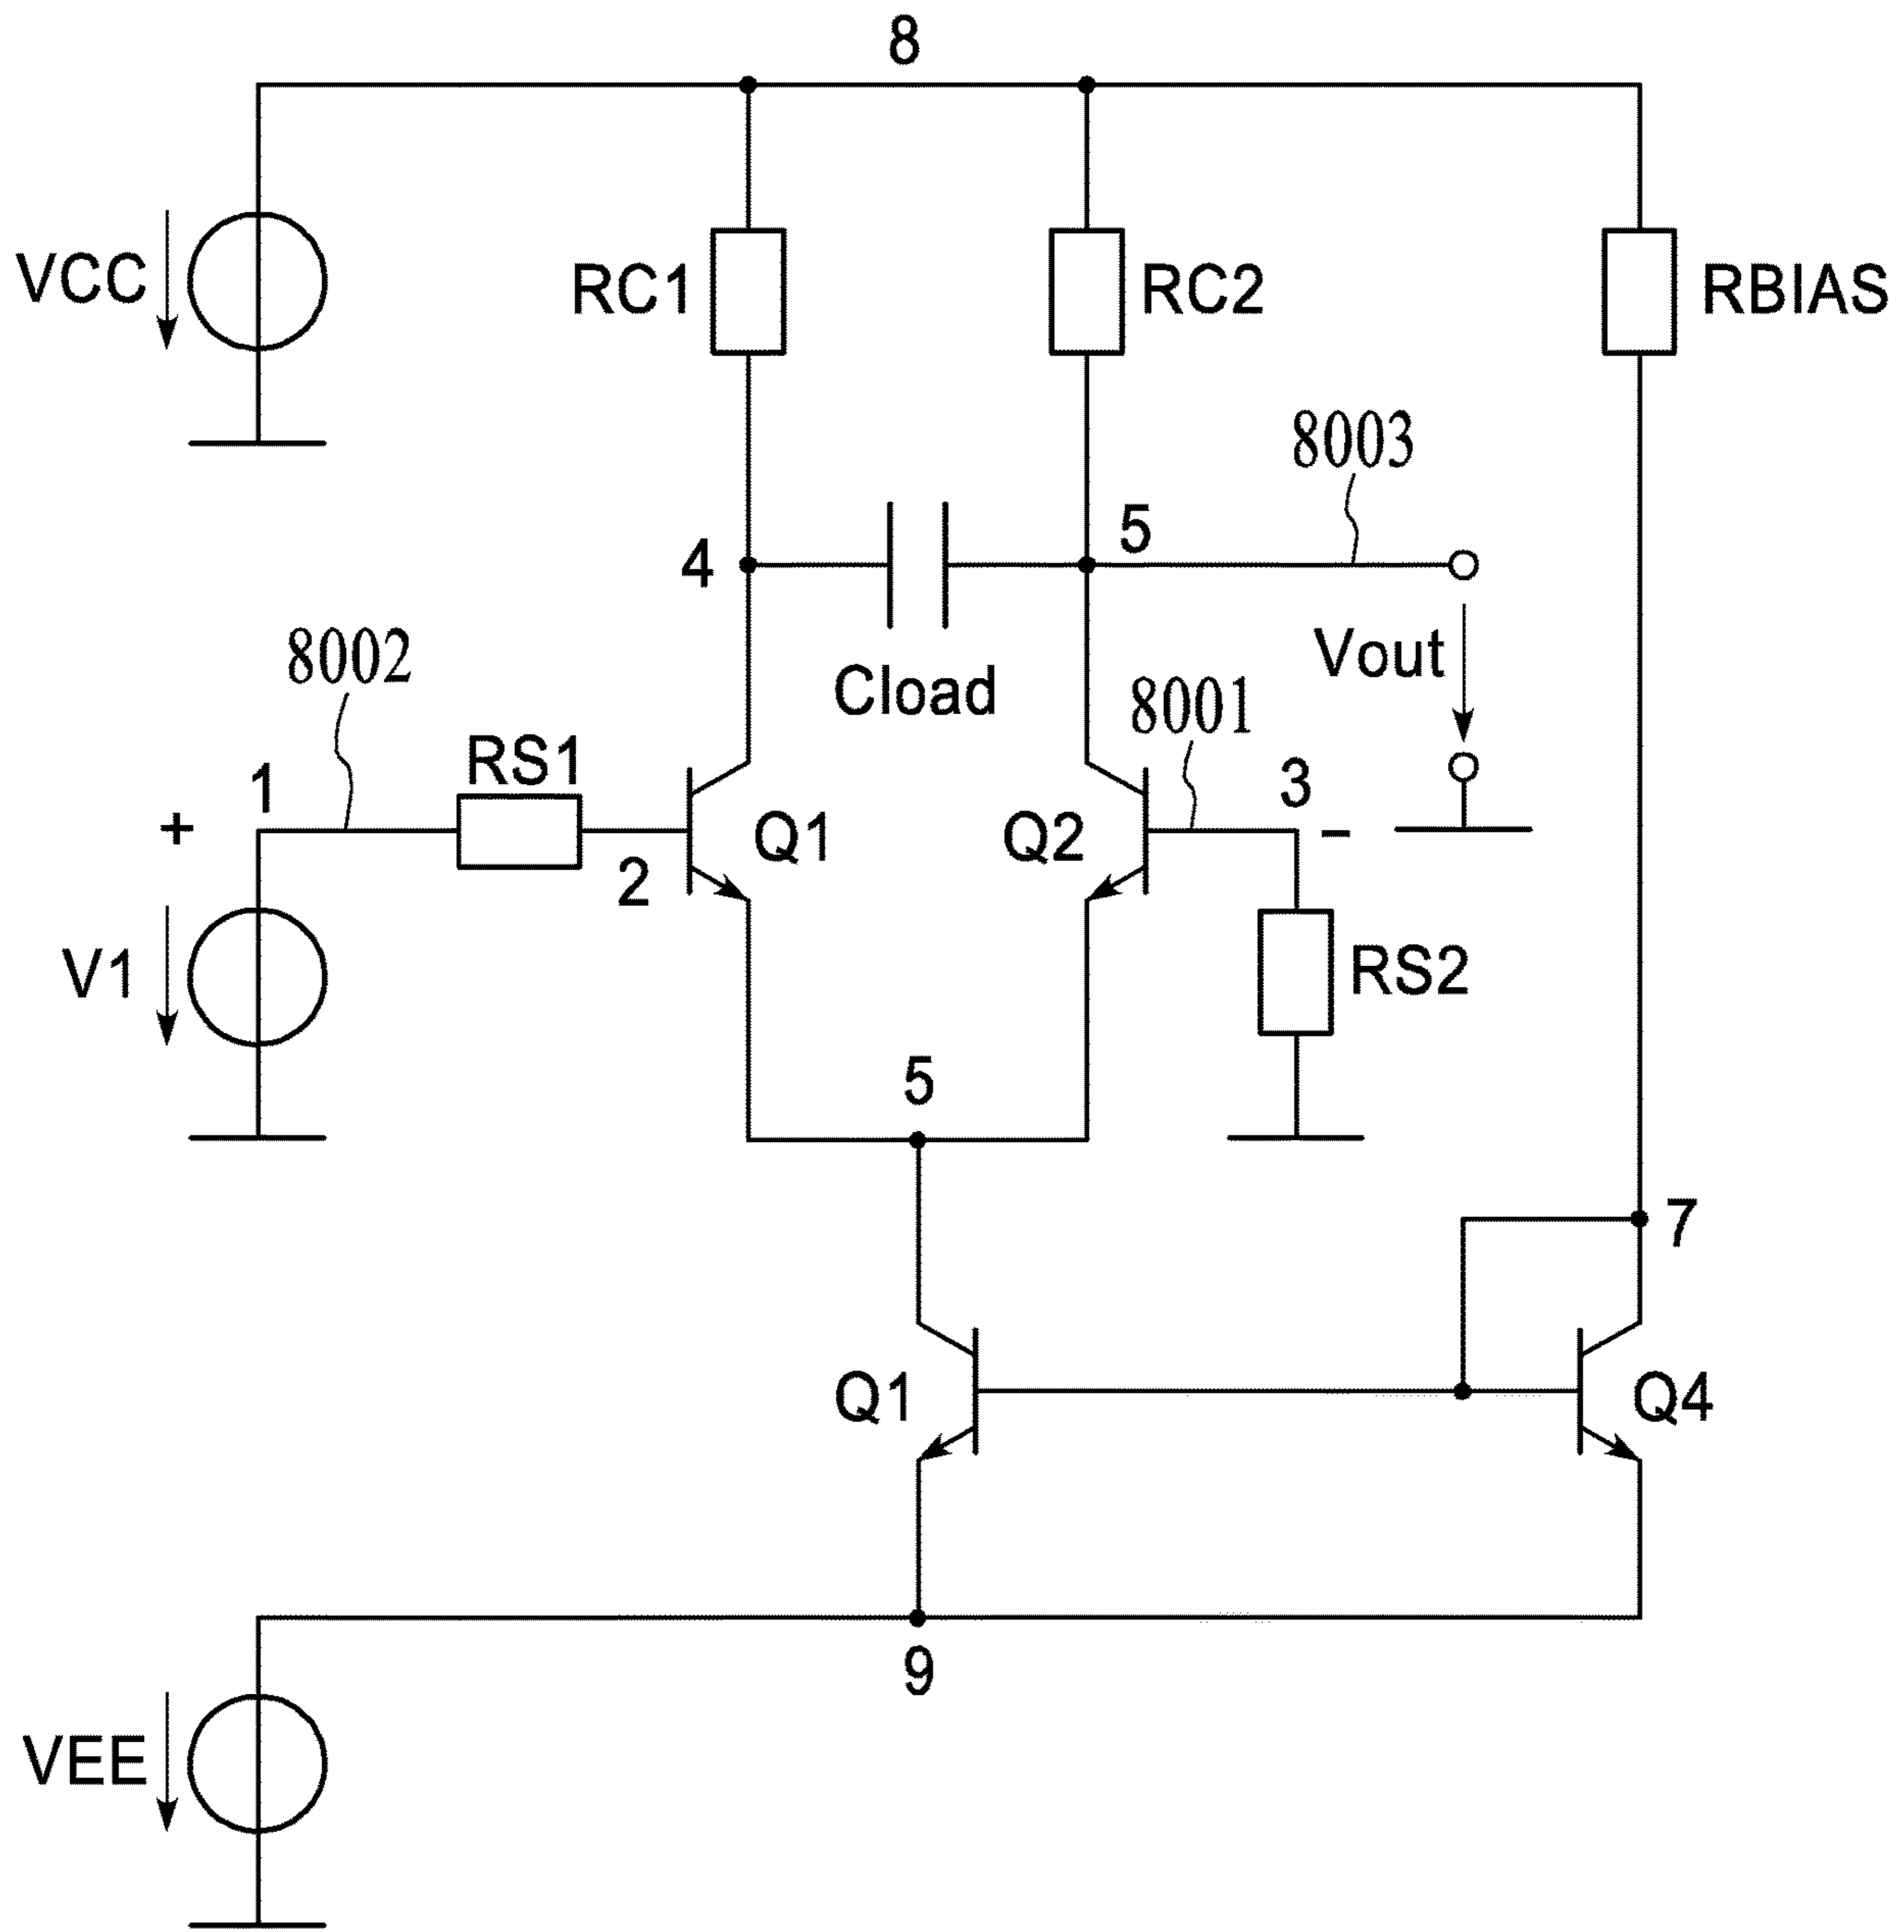 8
VCC
RC1
RC2
RBIAS
8003
4
5
Cload
Vout
8002
8001
+
1
RS1
2
Q1
Q2
3
-
V1
RS2
5
7
Q1
Q4
9
VEE